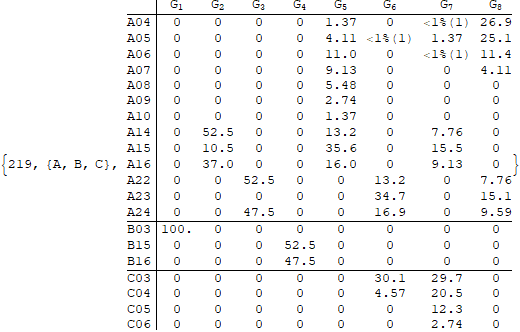 G1 G2 G3 G4 G5 G6 G7 G8
A04 0 0 0 0 1.37 0 <1%(1) 26.9
A05 0 0 0 0 4.11 <1%(1) 1.37 25.1
A06 0 0 0 0 11.0 0 <1%(1) 11.4
A07 0 0 0 0 9.13 0 0 4.11
A08 0 0 0 0 5.48 0 0 0
A09 0 0 0 0 2.74 0 0 0
A10 0 0 0 0 1.37 0 0 0
A14 0 52.5 0 0 13.2 0 7.76 0
A15 0 10.5 0 0 35.6 0 15.5 0
{219, {A, B, C}, A16 0 37.0 0 0 16.0 0 9.13 0 }
A22 0 0 52.5 0 0 13.2 0 7.76
A23 0 0 0 0 0 34.7 0 15.1
A24 0 0 47.5 0 0 16.9 0 9.59
B03 100. 0 0 0 0 0 0 0
B15 0 0 0 52.5 0 0 0 0
B16 0 0 0 47.5 0 0 0 0
C03 0 0 0 0 0 30.1 29.7 0
C04 0 0 0 0 0 4.57 20.5 0
C05 0 0 0 0 0 0 12.3 0
C06 0 0 0 0 0 0 2.74 0